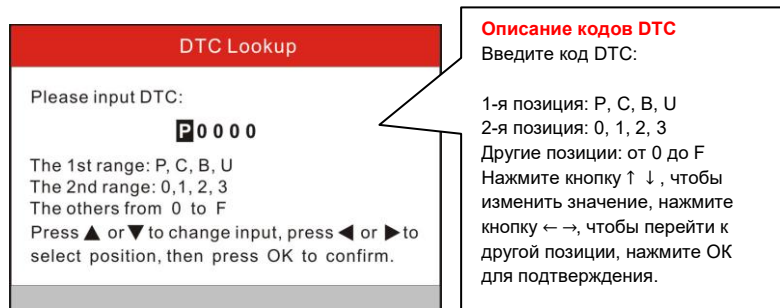 DTC Lookup
Please input DTC:
P0000
The 1st range: P, C, B, U
The 2nd range: 0,1, 2, 3
The others from 0 to F
Press ▲ or ▼ to change input, press ◀ or ▶ to
select position, then press OK to confirm.
Описание кодов DTC
Введите код DTC:
1-я позиция: P, C, B, U
2-я позиция: 0, 1, 2, 3
Другие позиции: от 0 до F
Нажмите кнопку ↑ ↓ , чтобы
изменить значение, нажмите
кнопку ← →, чтобы перейти к
другой позиции, нажмите ОК
для подтверждения.